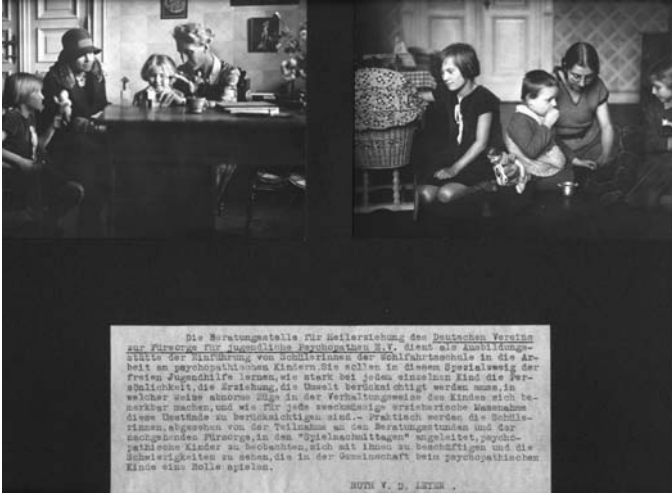 Die Beratungsstelle für Heilerziehung des Deutschen Vereins
zur Fürsorge für jugendliche Psychopathen E.V. dient als Ausbildungs-
stätte der Einführung von Schülerinnen der Wohlfahrtsschule in die Ar-
beit an psychopathischen Kindern. Sie sollen in diesem Spezialzweig der
freien Jugendhilfe lernen, wie stark bei jedem einzelnen Kind die Per-
sönlichkeit, die Erziehung, die Umwelt berücksichtigt werden muss, in
welcher Weise abnorme Züge in der Verhaltungsweise des Kindes sich be-
merkbar machen, und wie für jede zweckmässige erzieherische Massnahme
diese Umstände zu berücksichtigen sind.- Praktisch werden die Schüle-
rinnen, abgesehen von der Teilnahme an den Beratungsstunden und der
nachgehenden Fürsorge, in den "Spielnachmittagen" angeleitet, psycho-
pathische Kinder zu beobachten, sich mit ihnen zu beschäftigen und die
Schwierigkeiten zu sehen, die in der Gemeinschaft beim psychopathischen
Kinde eine Rolle spielen.
RUTH V. D. LEYEN .